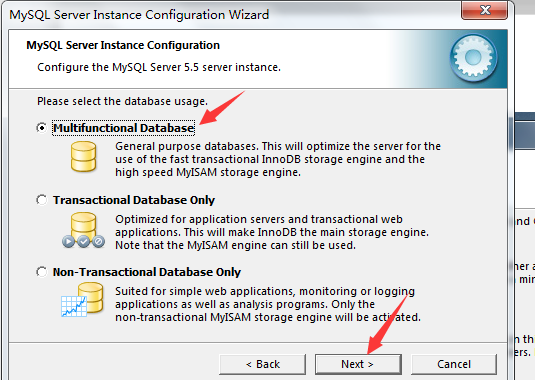 MySQL Server Instance Configuration Wizard
MySQL Server Instance Configuration
Configure the MySQL Server 5.5 server instance.
Please select the database usage.
Multifunctional Database
General purpose databases. This will optimize the server for the
use of the fast transactional InnoDB storage engine and the
high speed MyISAM storage engine.
Transactional Database Only
Optimized for application servers and transactional web
applications. This will make InnoDB the main storage engine.
Note that the MyISAM engine can still be used.
Non-Transactional Database Only
Suited for simple web applications, monitoring or logging
applications as well as analysis programs. Only the
non-transactional MyISAM storage engine will be activated.
< Back
Next >
Cancel